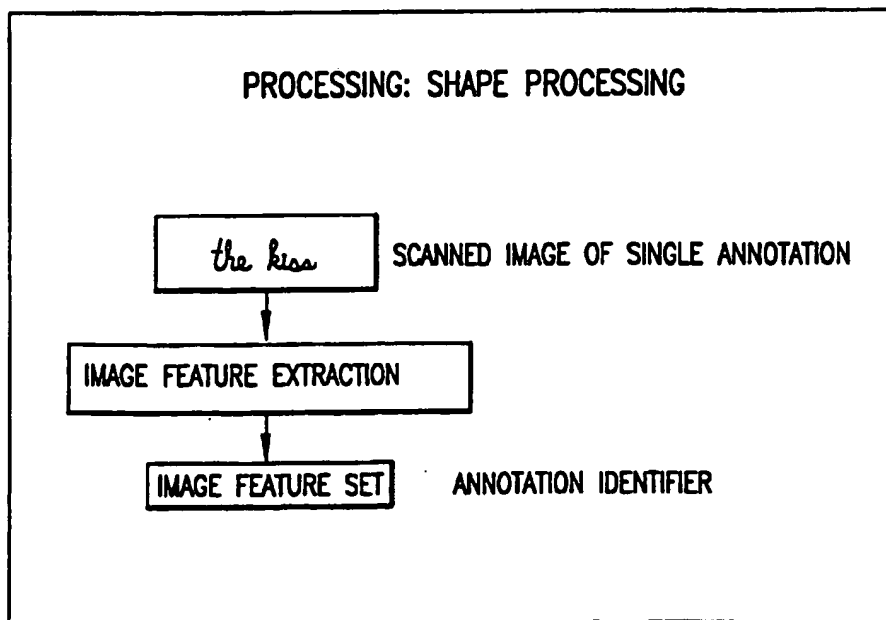 PROCESSING: SHAPE PROCESSING
the kiss SCANNED IMAGE OF SINGLE ANNOTATION
IMAGE FEATURE EXTRACTION
IMAGE FEATURE SET ANNOTATION IDENTIFIER